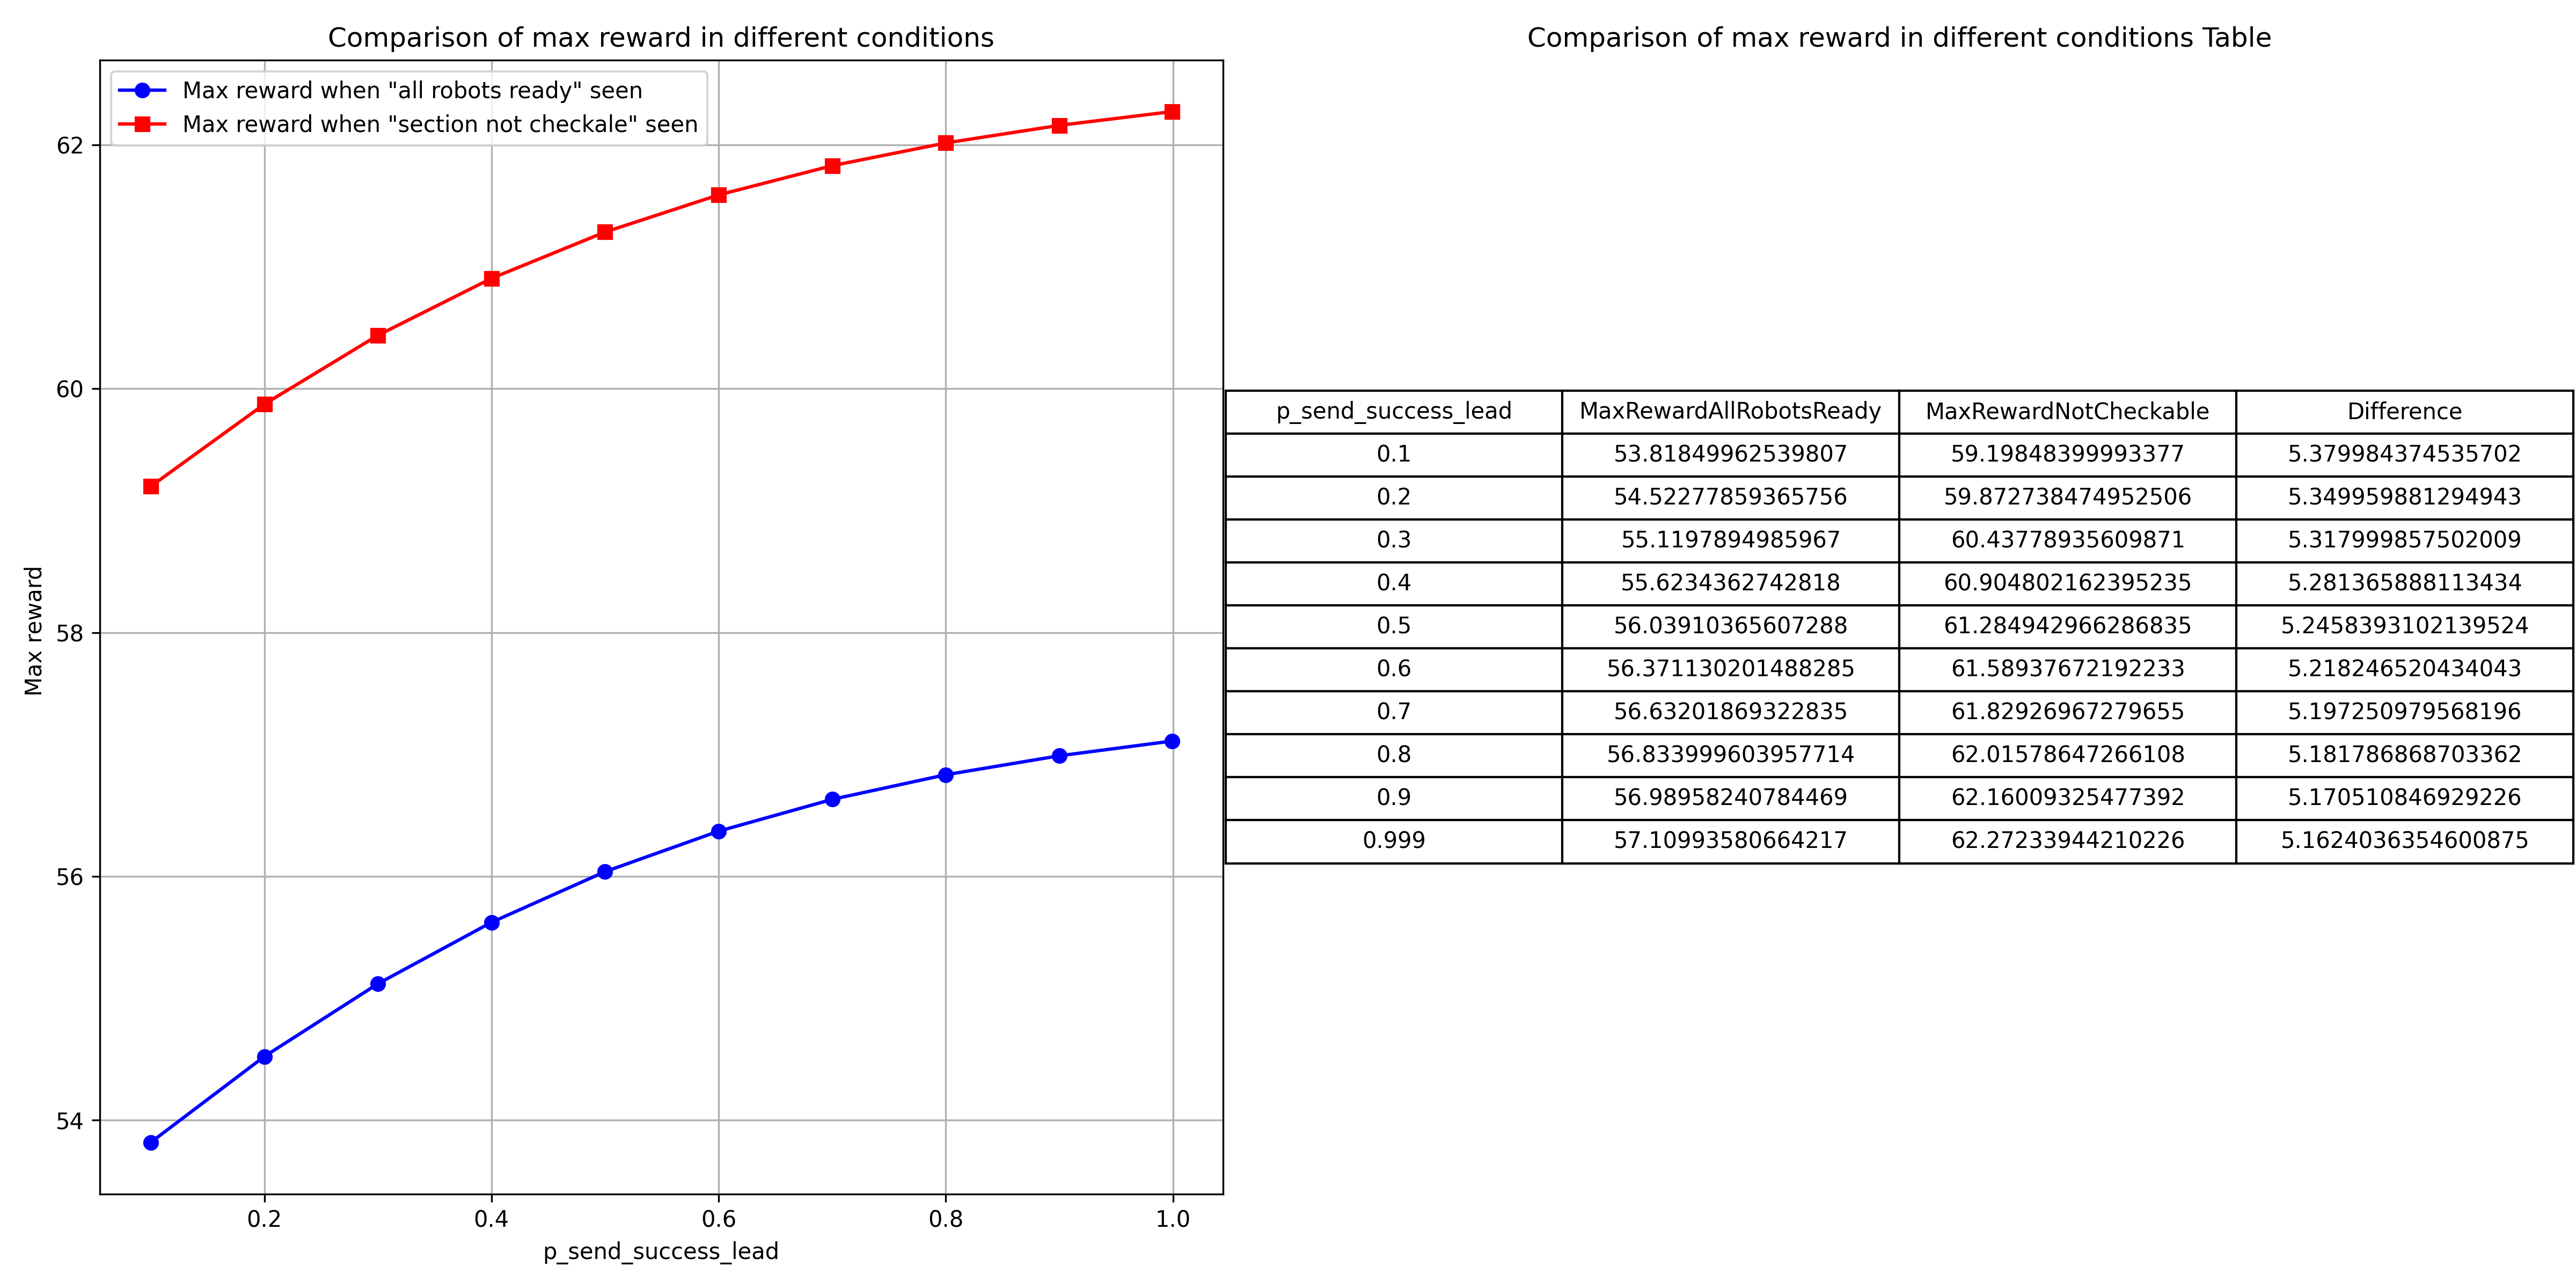 Comparison of max reward in different conditions
Max reward when "all robots ready" seen
Max reward when "section not checkale" seen
62
60
58
56
54
Max reward
0.2 0.4 0.6 0.8 1.0
p_send_success_lead
Comparison of max reward in different conditions Table
p_send_success_lead MaxRewardAllRobotsReady MaxRewardNotCheckable Difference
0.1 53.81849962539807 59.19848399993377 5.379984374535702
0.2 54.52277859365756 59.872738474952506 5.349959881294943
0.3 55.1197894985967 60.43778935609871 5.317999857502009
0.4 55.6234362742818 60.904802162395235 5.281365888113434
0.5 56.03910365607288 61.284942966286835 5.2458393102139524
0.6 56.371130201488285 61.58937672192233 5.218246520434043
0.7 56.63201869322835 61.82926967279655 5.197250979568196
0.8 56.833999603957714 62.01578647266108 5.181786868703362
0.9 56.98958240784469 62.16009325477392 5.170510846929226
0.999 57.10993580664217 62.27233944210226 5.1624036354600875